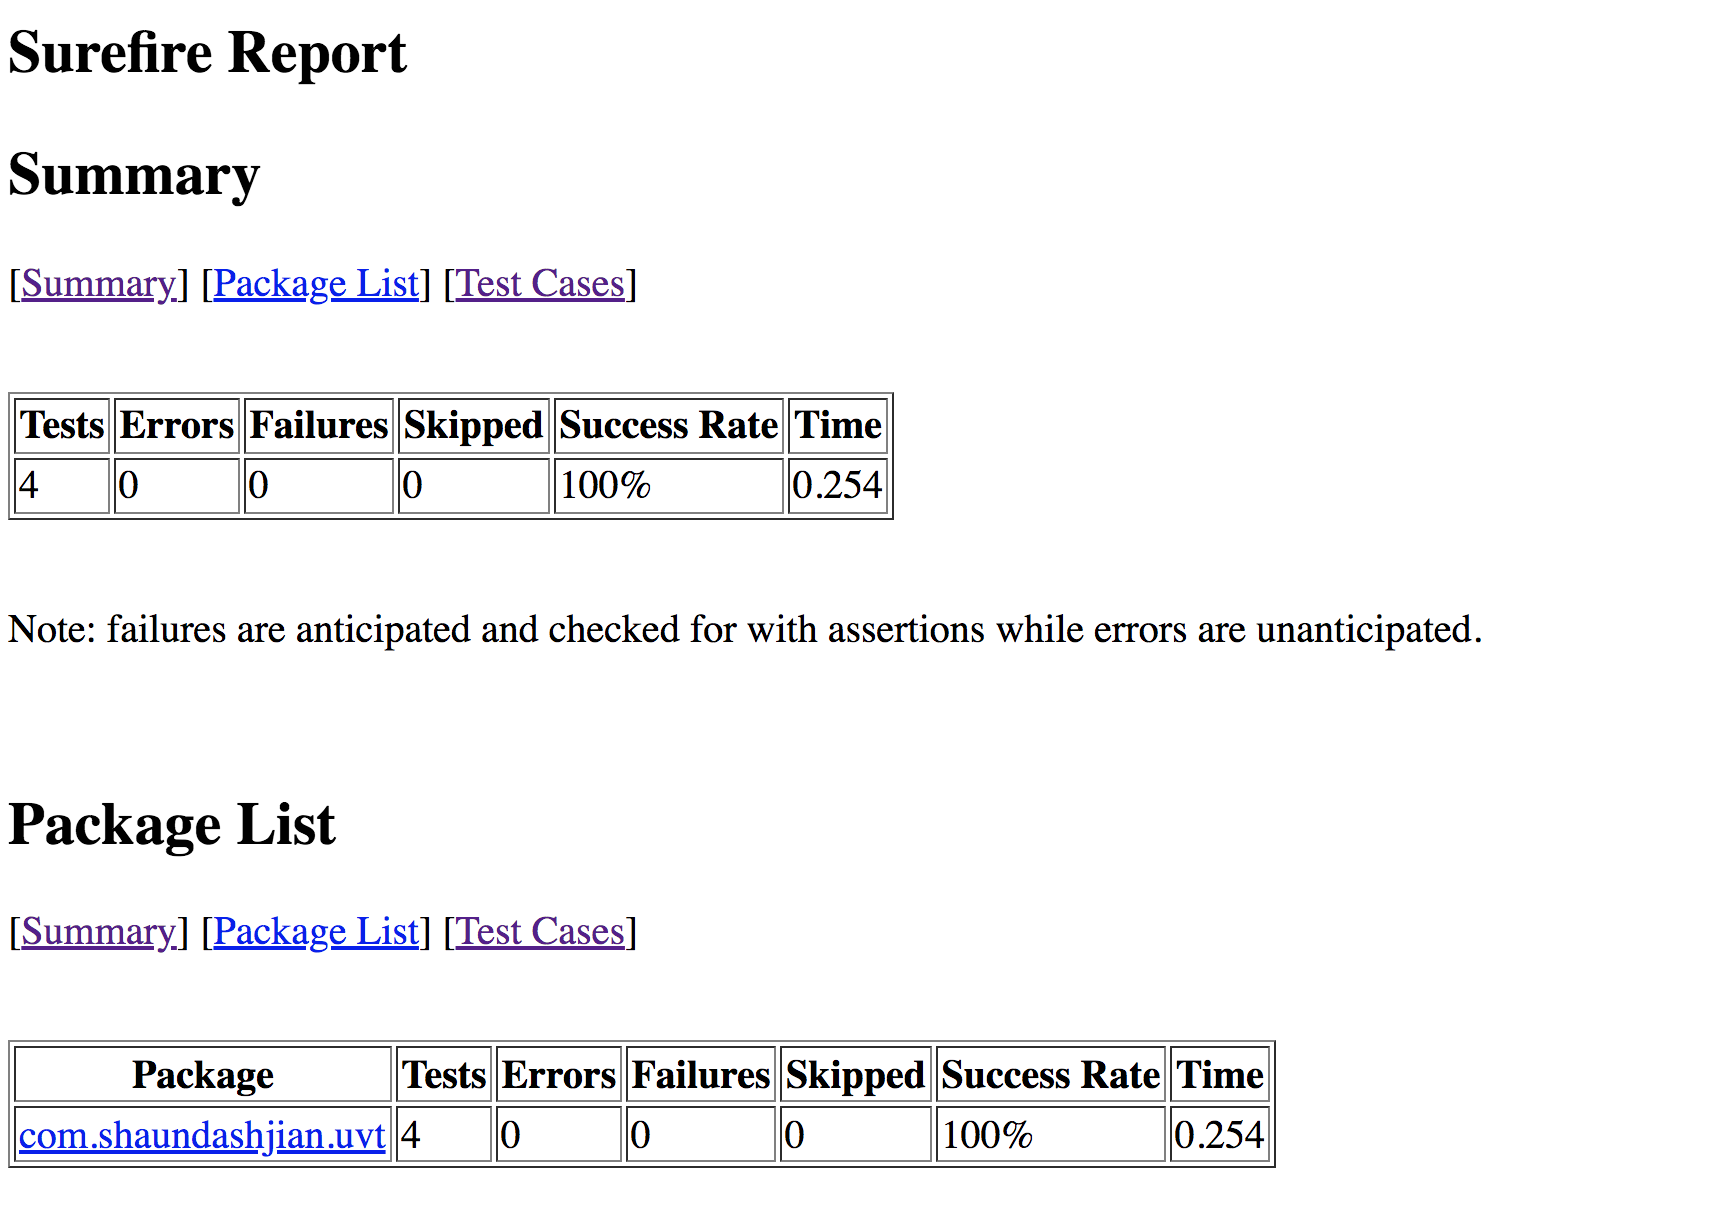 Surefire Report
Summary
[Summary] [Package List] [Test Cases]
Tests Errors Failures Skipped Success Rate Time
4 0 0 0 100% 0.254
Note: failures are anticipated and checked for with assertions while errors are unanticipated.
Package List
[Summary] [Package List] [Test Cases]
Package Tests Errors Failures Skipped Success Rate Time
com.shaundashjian.uvt 4 0 0 0 100% 0.254